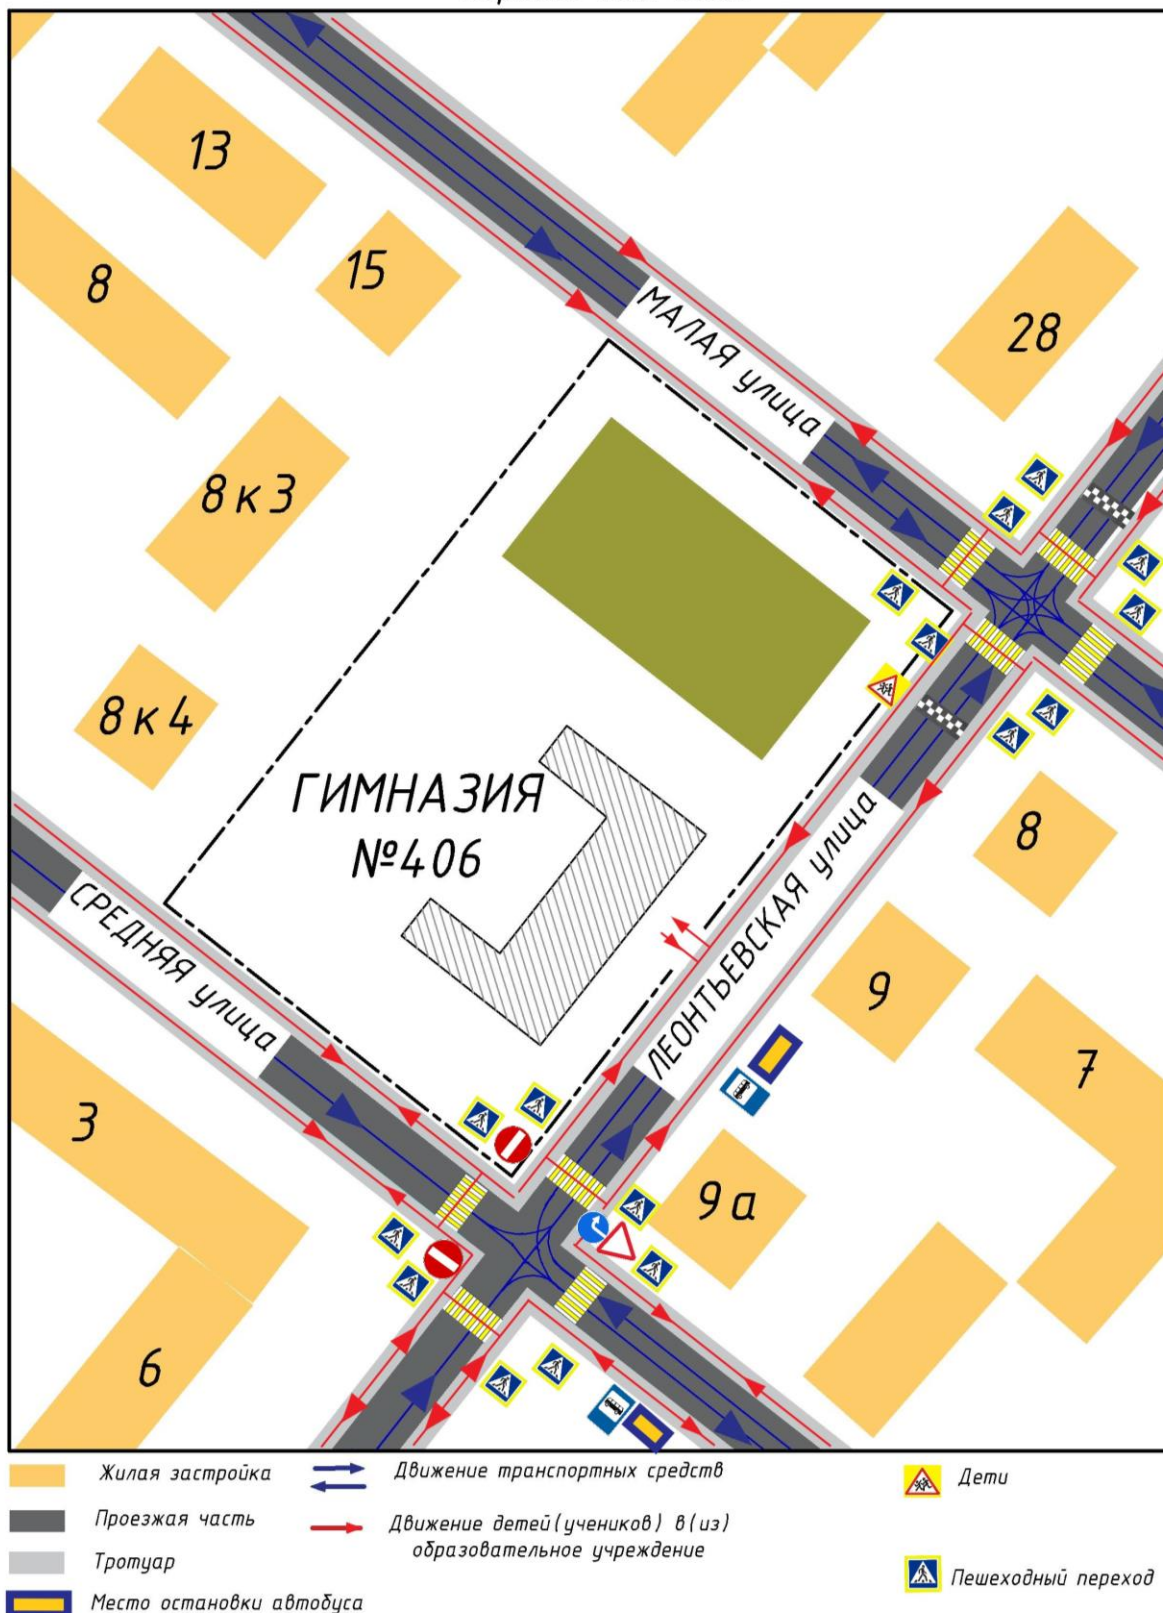 13
15
8
МАЛАЯ улица
28
8 к 3
8 к 4
ГИМНАЗИЯ
№406
СРЕДНЯЯ улица
ЛЕОНТЬЕВСКАЯ улица
8
9
7
3
9 а
6
Жилая застройка
Проезжая часть
Тротуар
Место остановки автобуса
Движение транспортных средств
Движение детей(учеников) в(из)
образовательное учреждение
Дети
Пешеходный переход